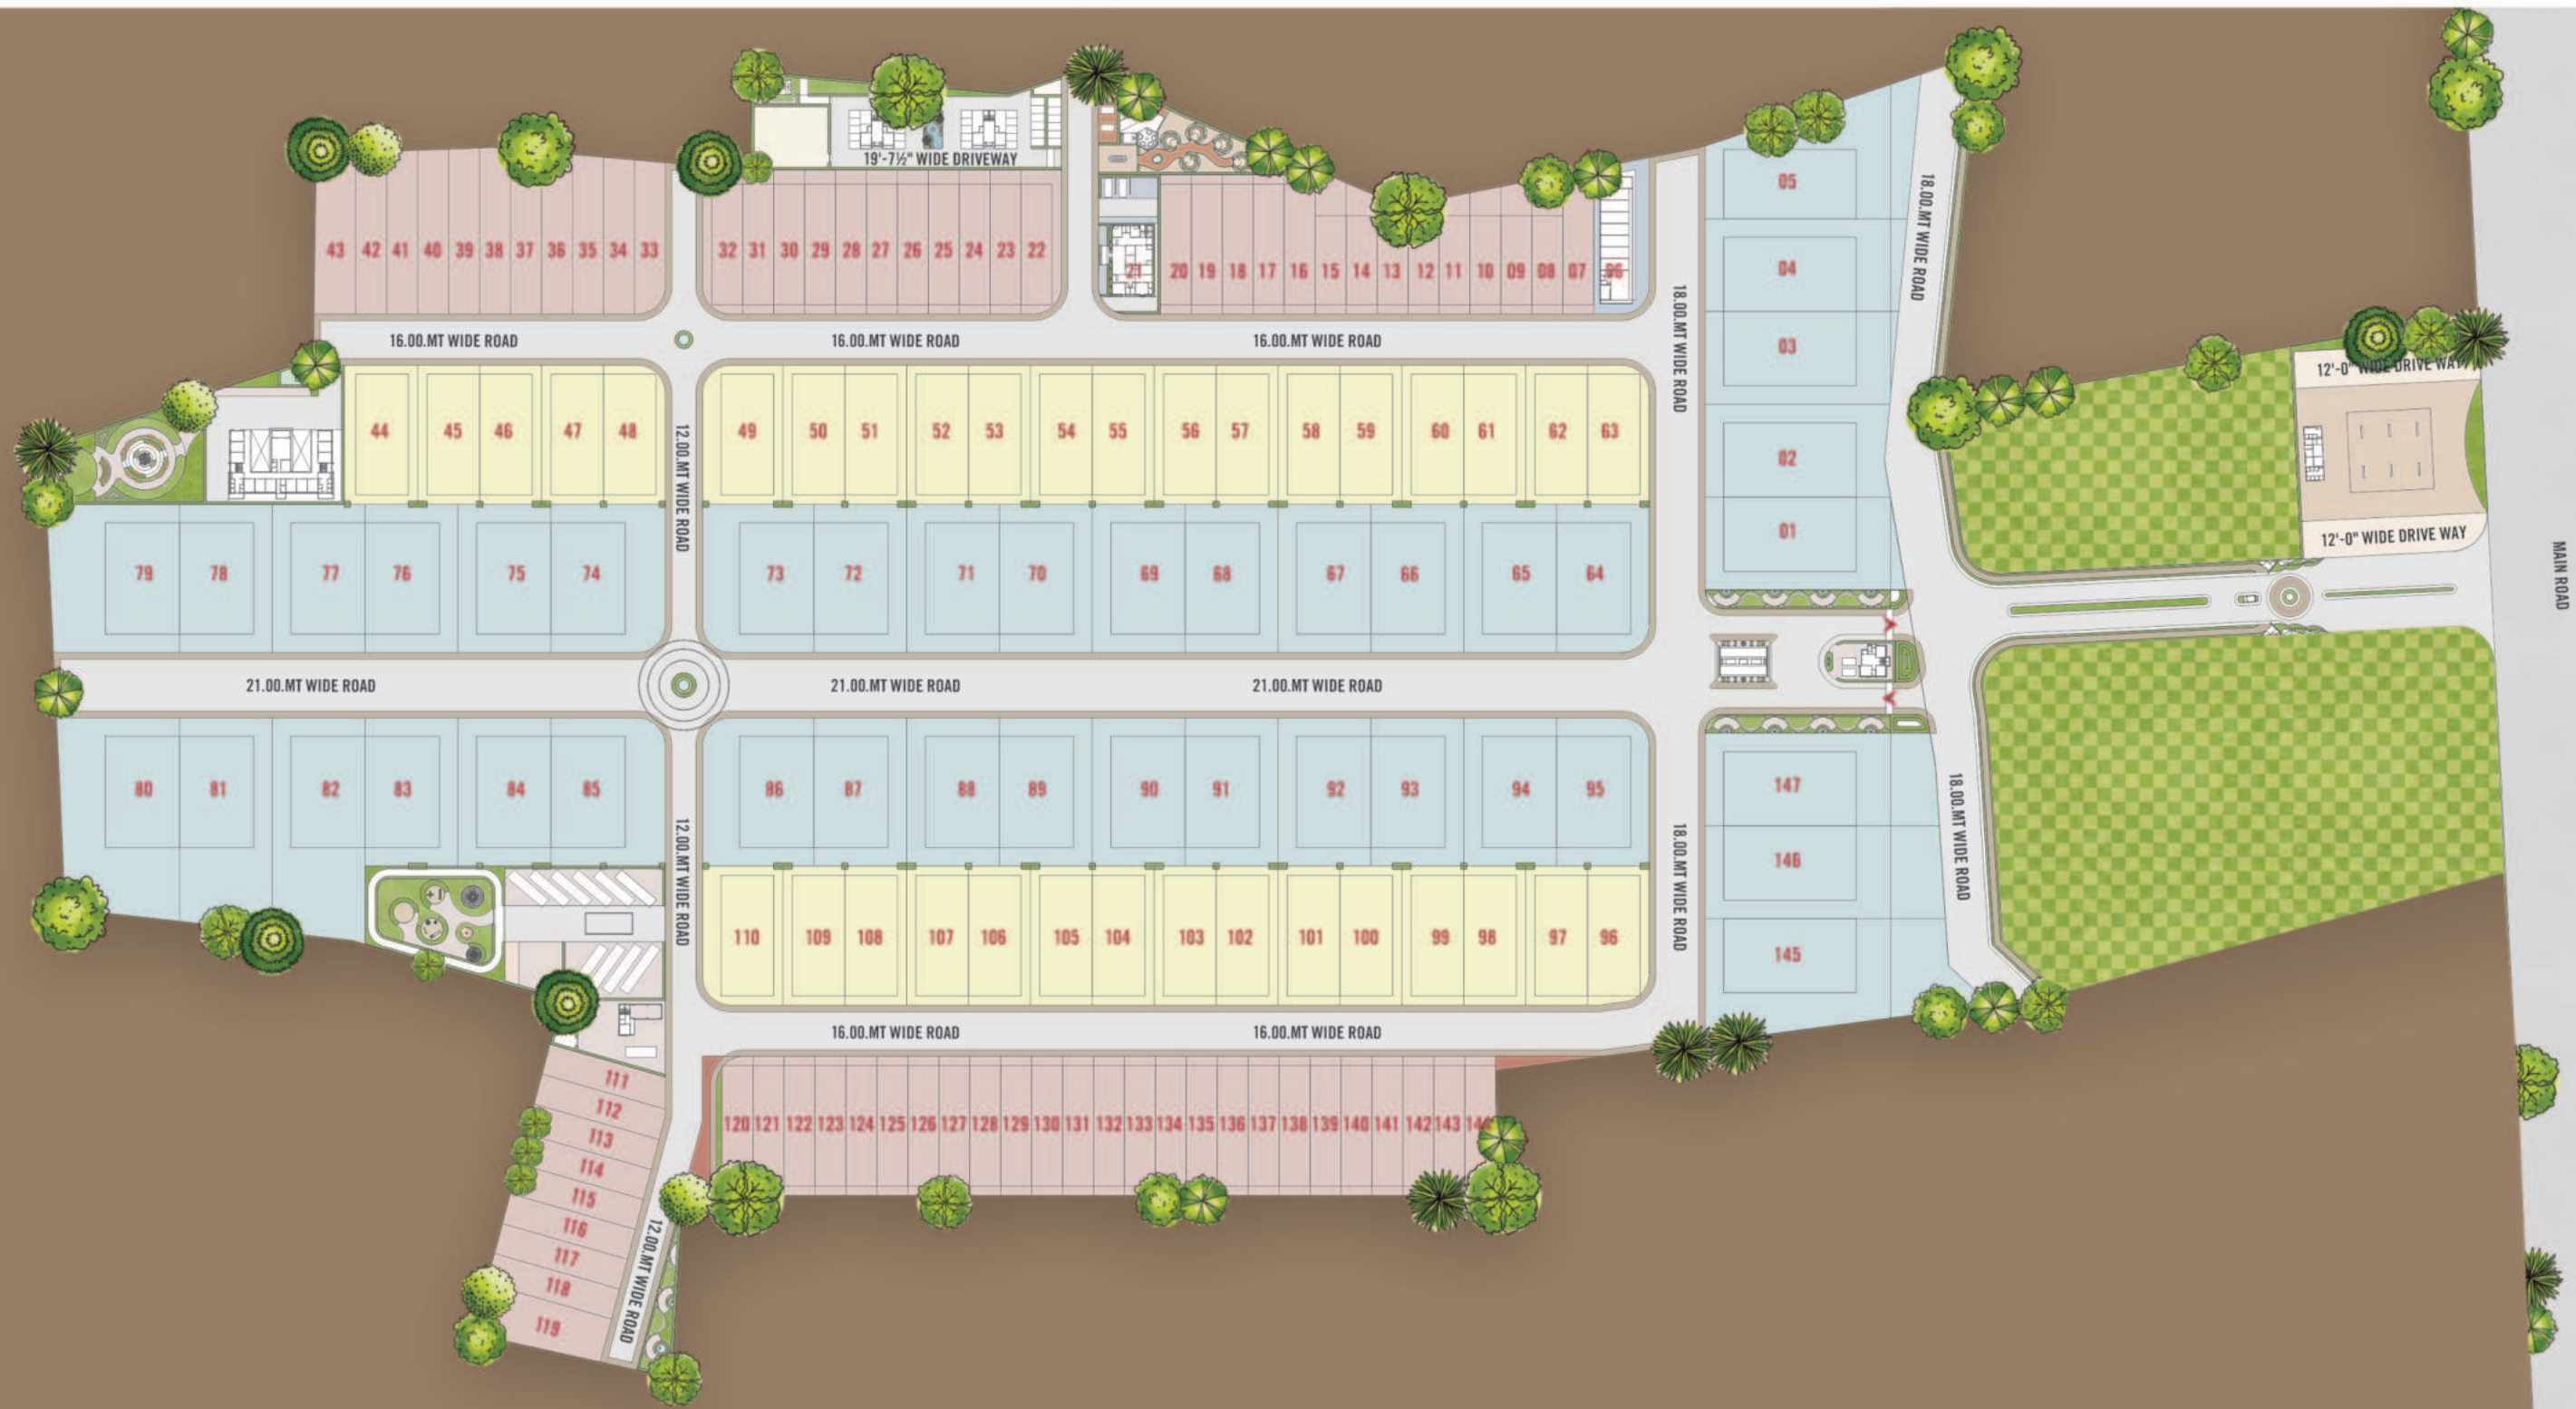 19'-7½" WIDE DRIVEWAY
05
18.00.MT WIDE ROAD
43 42 41 40 39 38 37 36 35 34 33
32 31 30 29 28 27 26 25 24 23 22
21 20 19 18 17 16 15 14 13 12 11 10 09 08 07 06
04
18.00.MT WIDE ROAD
03
16.00.MT WIDE ROAD
16.00.MT WIDE ROAD
16.00.MT WIDE ROAD
12'-0" WIDE DRIVE WAY
44 45 46 47 48
12.00.MT WIDE ROAD
49 50 51 52 53 54 55 56 57 58 59 60 61 62 63
02
01
12'-0" WIDE DRIVE WAY
MAIN ROAD
79 78 77 76 75 74
73 72 71 70 69 68 67 66 65 64
21.00.MT WIDE ROAD
21.00.MT WIDE ROAD
21.00.MT WIDE ROAD
80 81 82 83 84 85
86 87 88 89 90 91 92 93 94 95
147
18.00.MT WIDE ROAD
12.00.MT WIDE ROAD
18.00.MT WIDE ROAD
146
110 109 108 107 106 105 104 103 102 101 100 99 98 97 96
145
16.00.MT WIDE ROAD
16.00.MT WIDE ROAD
111
112
113
114
115
116
117
118
119
12.00.MT WIDE ROAD
120 121 122 123 124 125 126 127 128 129 130 131 132 133 134 135 136 137 138 139 140 141 142 143 144